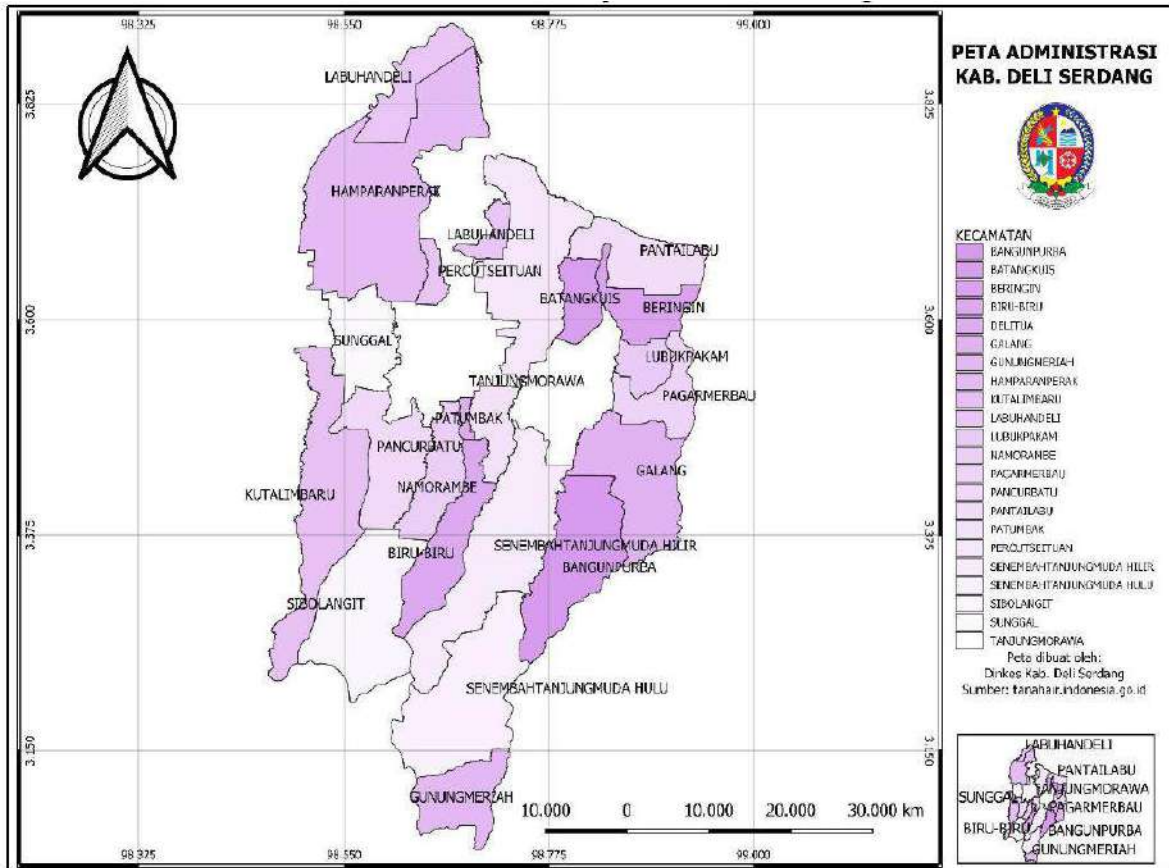 98.325 98.550 98.775 99.000
3.825 3.825
3.600 3.600
3.375 3.375
3.150 3.150
LABUHANDELI
HAMPARANPERAK
LABUHANDELI
PERCUTSEITUAN
PANTAILABU
BATANGKUIS
BERINGIN
SUNGGAL
LUBUKPAKAM
TANJUNGMORAWA
PAGARMERBAU
PATUMBAK
PANCURBATU
GALANG
KUTALIMBARU
NAMORAMBE
SENEMBAHTANJUNGMUDA HILIR
BIRU-BIRU
BANGUNPURBA
SIBOLANGIT
SENEMBAHTANJUNGMUDA HULU
GUNUNGMERIAH
10.000 0 10.000 20.000 30.000 km
98.325 98.550 98.775 99.000
PETA ADMINISTRASI
KAB. DELI SERDANG
KECAMATAN
BANGUNPURBA
BATANGKUIS
BERINGIN
BIRU-BIRU
DELITUA
GALANG
GUNUNGMERIAH
HAMPARANPERAK
KUTALIMBARU
LABUHANDELI
LUBUKPAKAM
NAMORAMBE
PAGARMERBAU
PANCURBATU
PANTAILABU
PATUMBAK
PERCUTSEITUAN
SENEMBAHTANJUNGMUDA HILIR
SENEMBAHTANJUNGMUDA HULU
SIBOLANGIT
SUNGGAL
TANJUNGMORAWA
Peta dibuat oleh:
Dinkes Kab. Deli Serdang
Sumber: tanahair.indonesia.go.id
LABUHANDELI
PANTAILABU
TANJUNGMORAWA
SUNGGAL
PAGARMERBAU
BIRU-BIRU
BANGUNPURBA
GUNUNGMERIAH